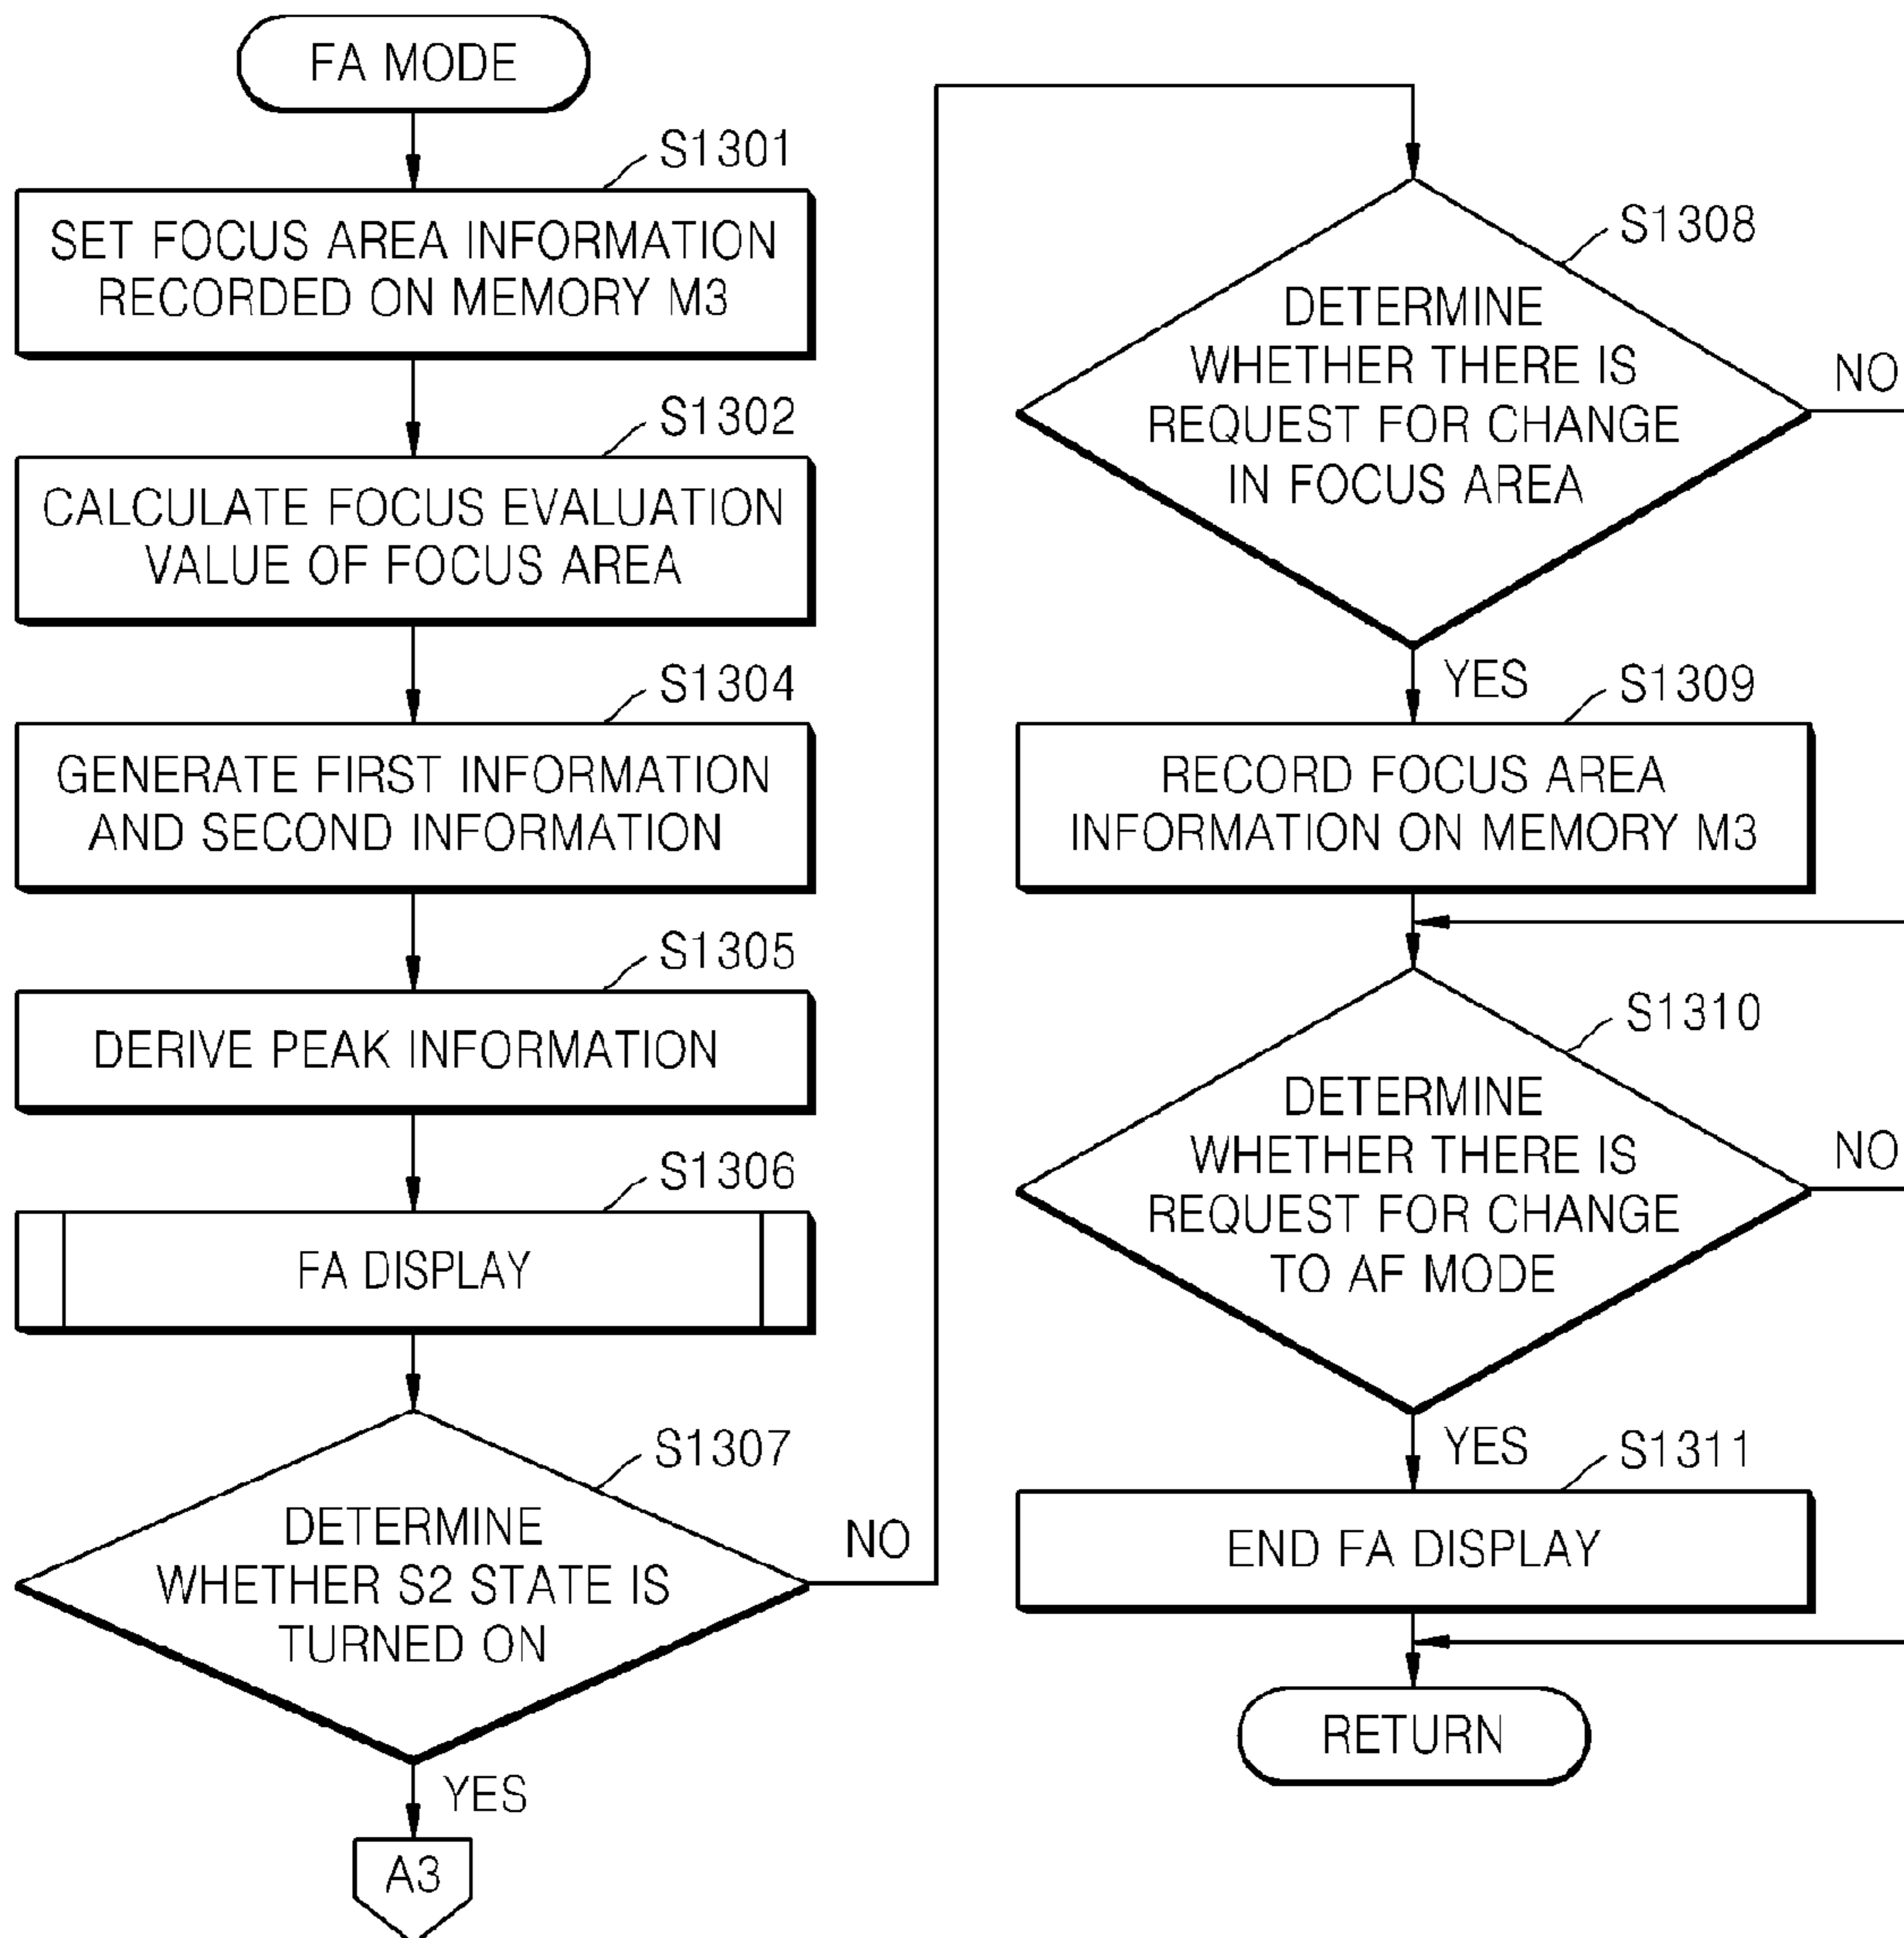 FA MODE
S1301
SET FOCUS AREA INFORMATION
RECORDED ON MEMORY M3
S1302
CALCULATE FOCUS EVALUATION
VALUE OF FOCUS AREA
S1304
GENERATE FIRST INFORMATION
AND SECOND INFORMATION
S1305
DERIVE PEAK INFORMATION
S1306
FA DISPLAY
S1307
DETERMINE
WHETHER S2 STATE IS
TURNED ON
NO
YES
A3
S1308
DETERMINE
WHETHER THERE IS
REQUEST FOR CHANGE
IN FOCUS AREA
NO
YES
S1309
RECORD FOCUS AREA
INFORMATION ON MEMORY M3
S1310
DETERMINE
WHETHER THERE IS
REQUEST FOR CHANGE
TO AF MODE
NO
YES
S1311
END FA DISPLAY
RETURN